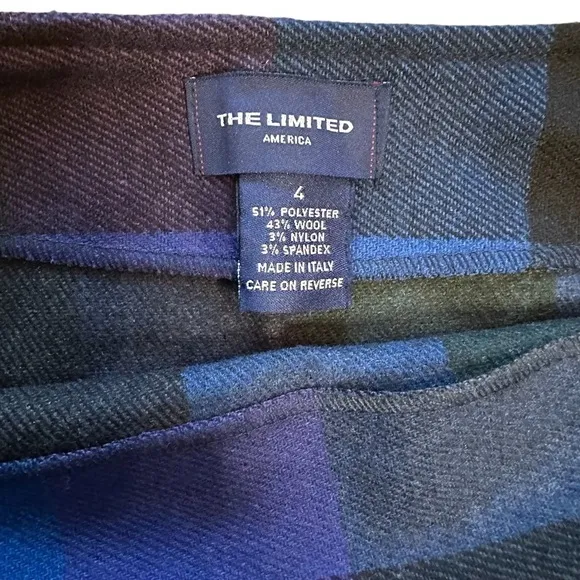 THE LIMITED
AMERICA
4
51% POLYESTER
43% WOOL
3% NYLON
3% SPANDEX
MADE IN ITALY
CARE ON REVERSE